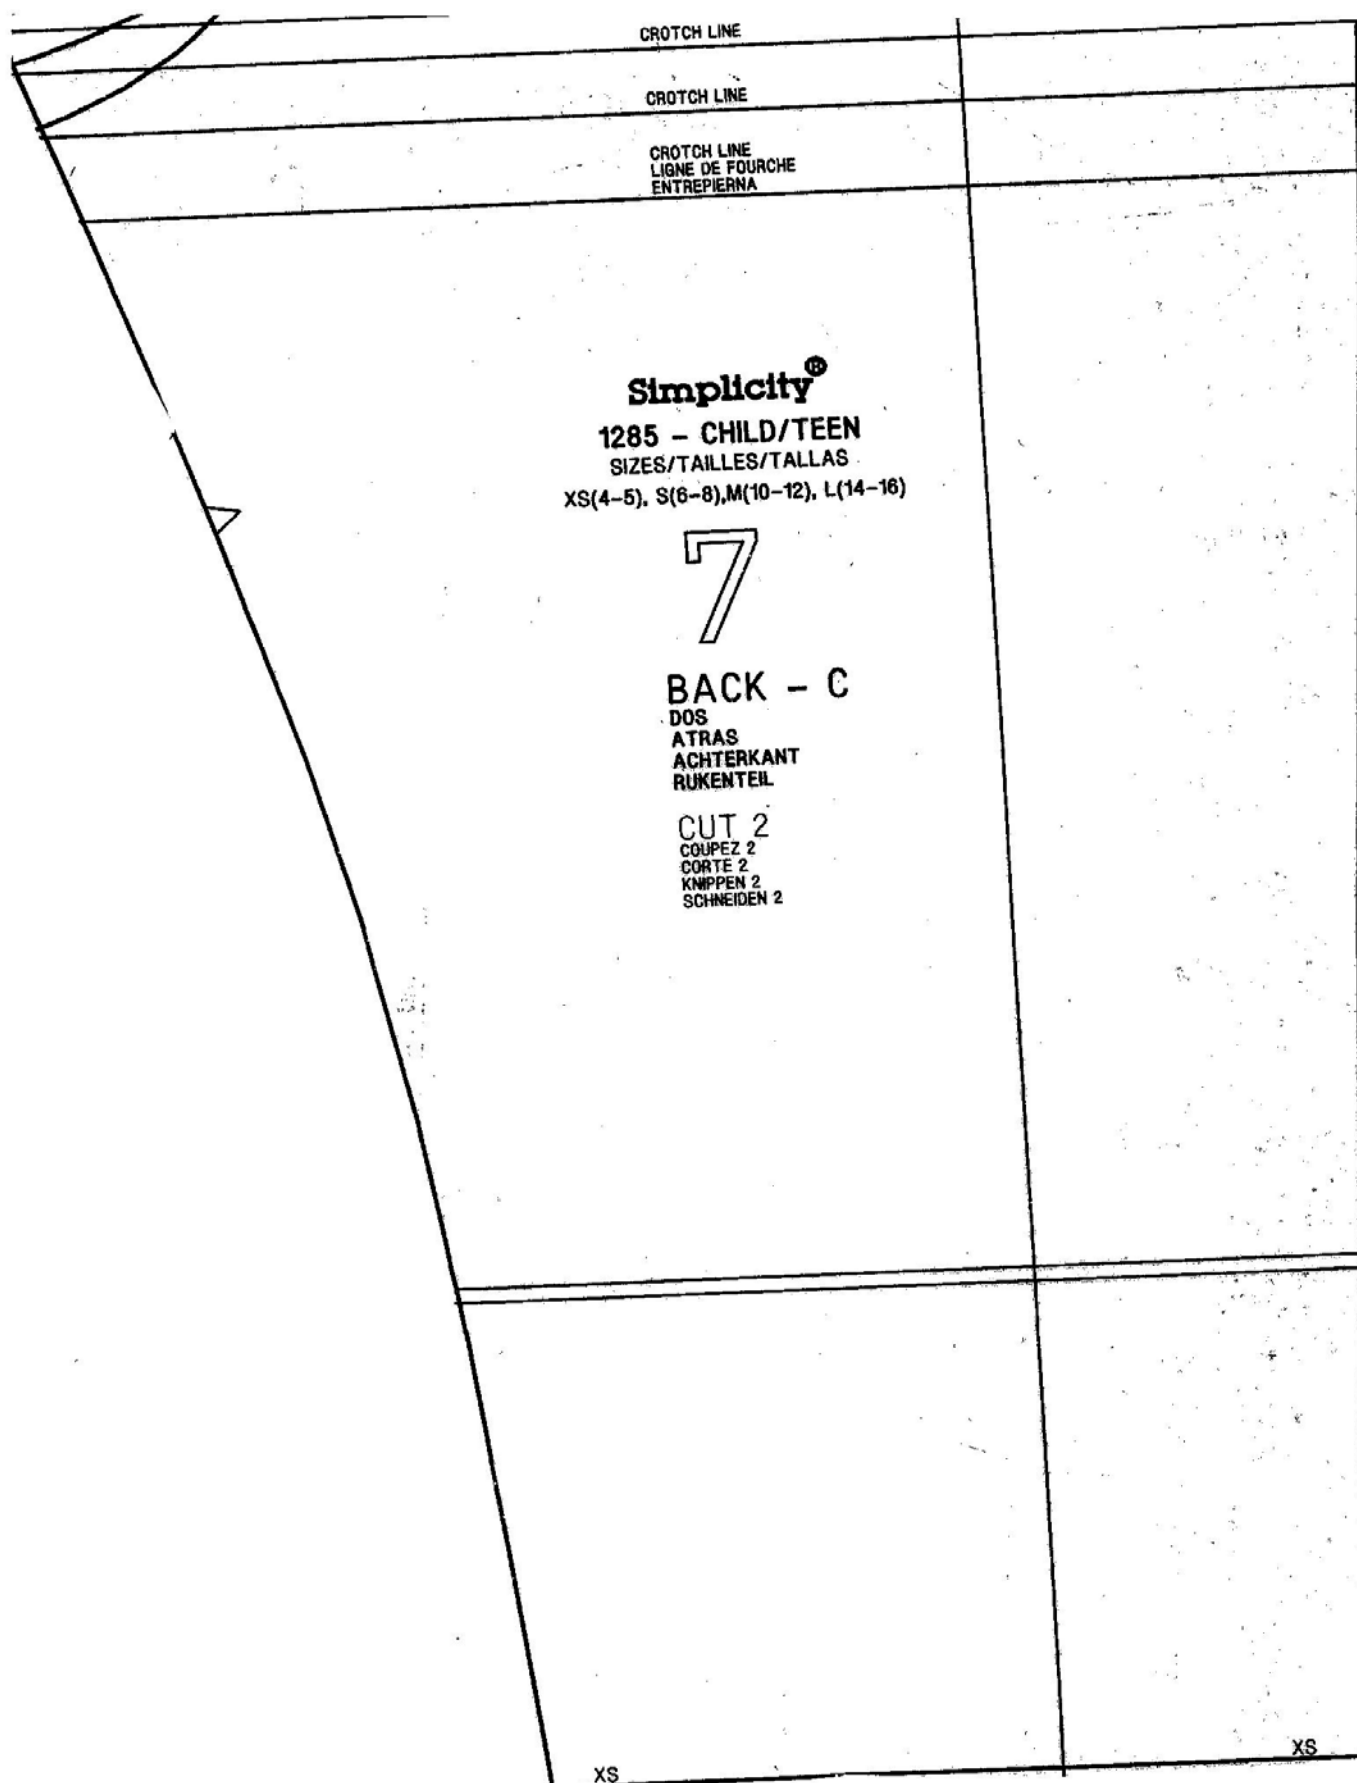 CROTCH LINE
CROTCH LINE
CROTCH LINE
LIGNE DE FOURCHE
ENTREPIERNA
Simplicity®
1285 - CHILD/TEEN
SIZES/TAILLES/TALLAS
XS(4-5), S(6-8),M(10-12), L(14-16)
7
BACK - C
DOS
ATRAS
ACHTERKANT
RUKENTEIL
CUT 2
COUPEZ 2
CORTE 2
KNIPPEN 2
SCHNEIDEN 2
XS
XS